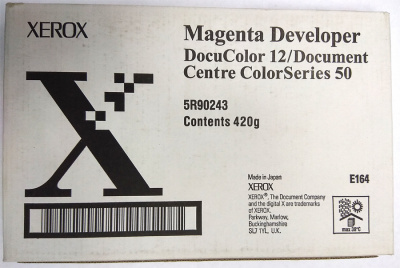 XEROX
Magenta Developer
DocuColor 12/Document
Centre ColorSeries 50
5R90243
Contents 420g
Made in Japan
XEROX
XEROX®, The Document Company
and the digital X are trademarks
of XEROX.
Parkway, Marlow,
Buckinghamshire
SL7 1YL, U.K.
E164
max.30°C